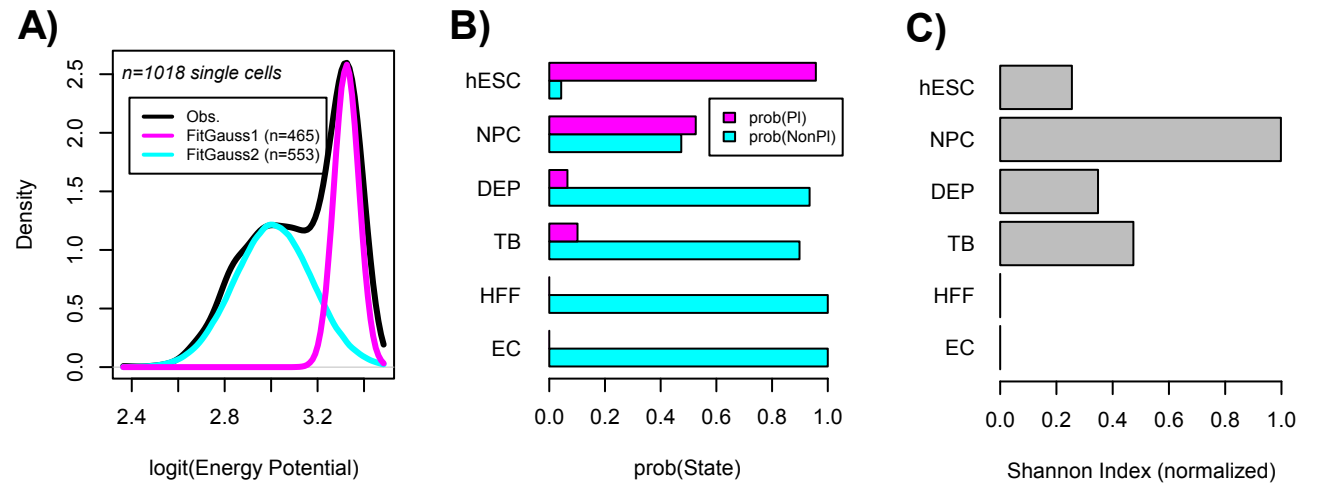 A)
n=1018 single cells
Obs.
FitGauss1 (n=465)
FitGauss2 (n=553)
Density
0.0 0.5 1.0 1.5 2.0 2.5
2.4 2.8 3.2
logit(Energy Potential)
B)
hESC
NPC
DEP
TB
HFF
EC
prob(PI)
prob(NonPI)
0.0 0.2 0.4 0.6 0.8 1.0
prob(State)
C)
hESC
NPC
DEP
TB
HFF
EC
0.0 0.2 0.4 0.6 0.8 1.0
Shannon Index (normalized)